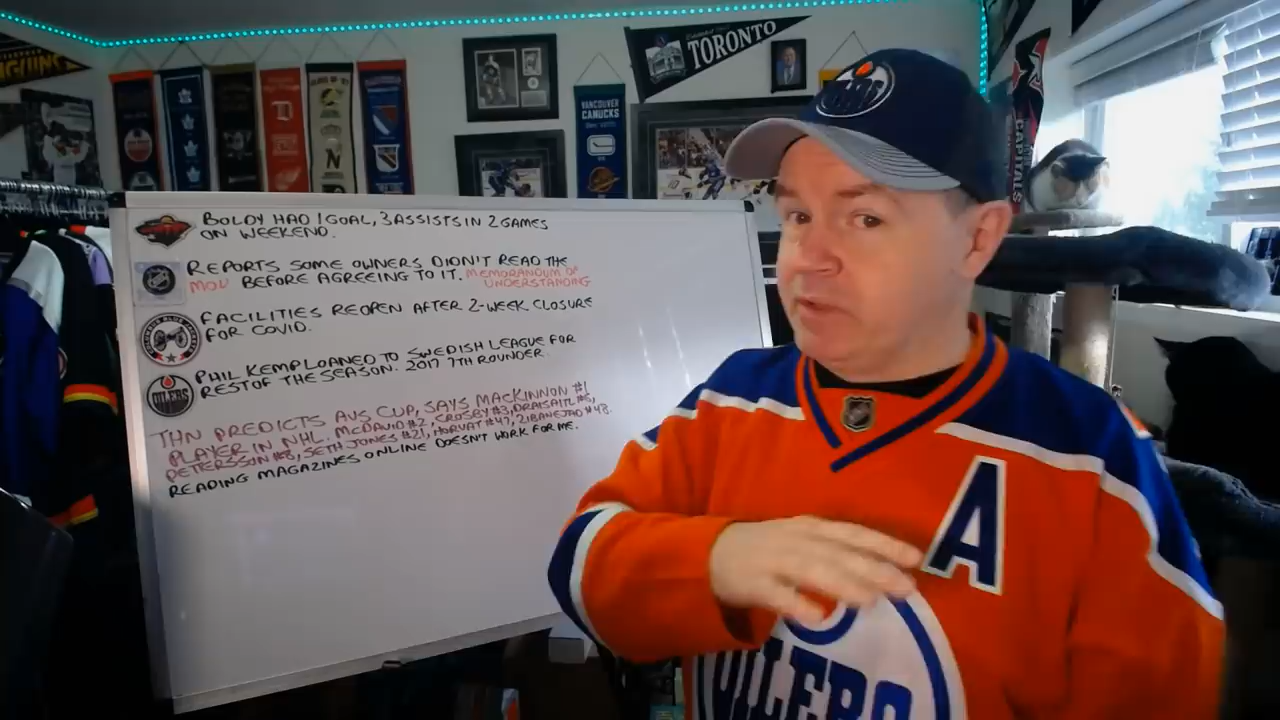 TORONTO
VANCOUVER
CANUCKS
CAPITALS
BOLDY HAD 1 GOAL, 3 ASSISTS IN 2 GAMES
ON WEEKEND.
REPORTS SOME OWNERS DIDN'T READ THE
MOU BEFORE AGREEING TO IT. MEMORANDUM OF
UNDERSTANDING
FACILITIES REOPEN AFTER 2-WEEK CLOSURE
FOR COVID.
PHIL KEMP LOANED TO SWEDISH LEAGUE FOR
REST OF THE SEASON. 2017 7TH ROUNDER.
OILERS
THN PREDICTS AVS CUP, SAYS MACKINNON #1
PLAYER IN NHL. MCDAVID #2, CROSBY #3, DRAISAITL #5,
PETERSSON #18, SETH JONES #21, HORVAT #47, ZIBANEJAD #48.
READING MAGAZINES ONLINE DOESN'T WORK FOR ME.
A
OILERS